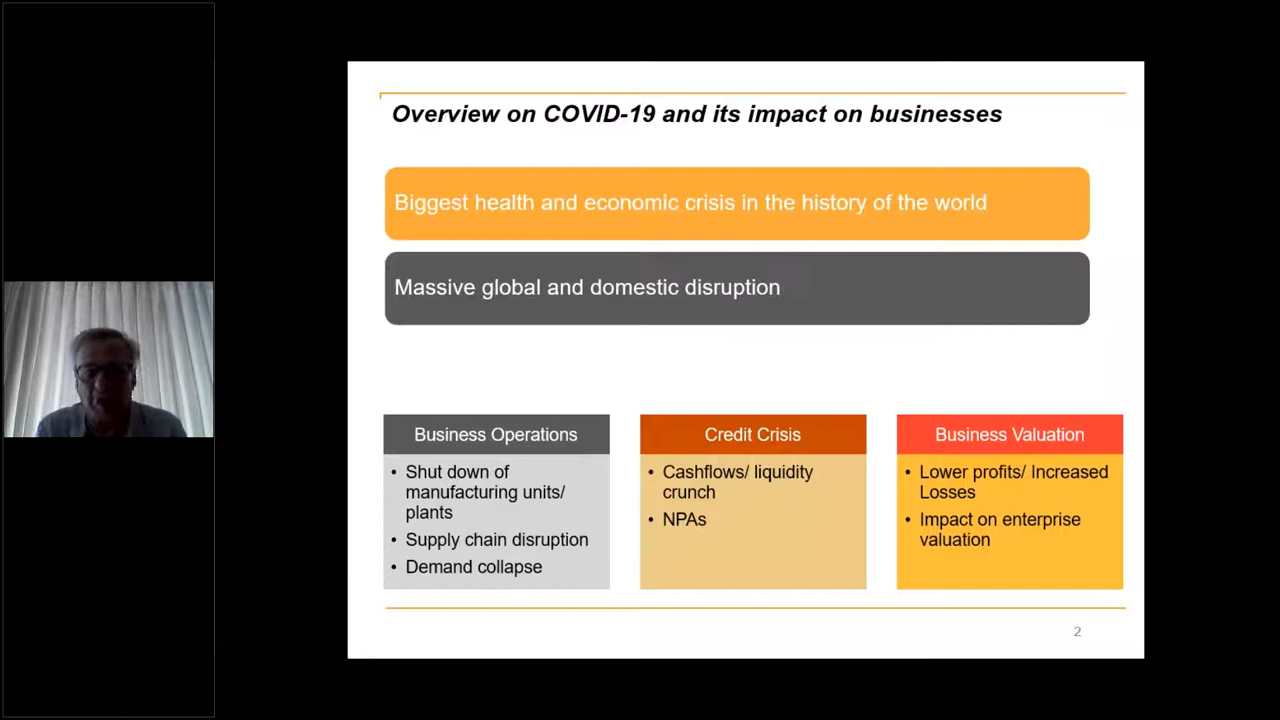 Overview on COVID-19 and its impact on businesses
Biggest health and economic crisis in the history of the world
Massive global and domestic disruption
Business Operations
• Shut down of
manufacturing units/
plants
• Supply chain disruption
• Demand collapse
Credit Crisis
• Cashflows/ liquidity
crunch
• NPAs
Business Valuation
• Lower profits/ Increased
Losses
• Impact on enterprise
valuation
2